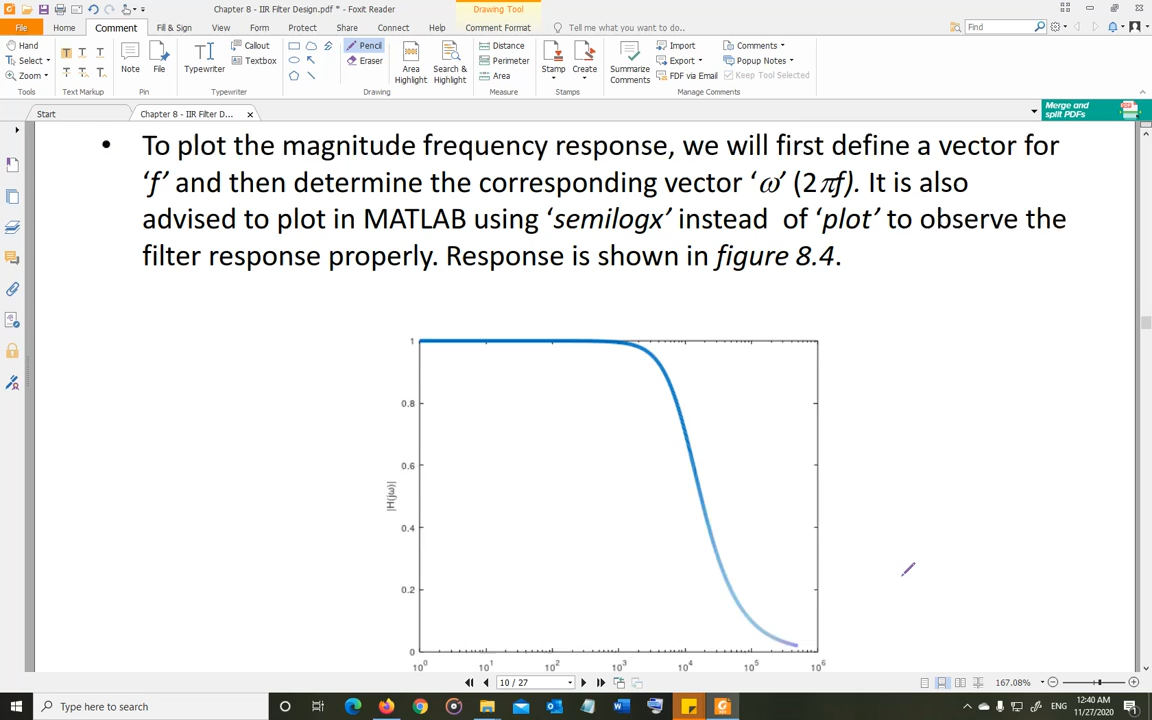 Chapter 8 - IIR Filter Design.pdf * - Foxit Reader
Drawing Tool
File Home Comment Fill & Sign View Form Protect Share Connect Help Comment Format Tell me what you want to do.. Find
Hand
Select
Zoom
Tools
T T T
T T T
Text Markup
Note
File
Pin
Typewriter
Callout
Textbox
Typewriter
Pencil
Eraser
Area Highlight
Search & Highlight
Drawing
Distance
Perimeter
Area
Measure
Stamp
Create
Stamps
Summarize Comments
Import
Export
FDF via Email
Comments
Popup Notes
Keep Tool Selected
Manage Comments
Start
Chapter 8 - IIR Filter D...
Merge and
split PDFs
• To plot the magnitude frequency response, we will first define a vector for
‘f’ and then determine the corresponding vector ‘ω’ (2πf). It is also
advised to plot in MATLAB using ‘semilogx’ instead of ‘plot’ to observe the
filter response properly. Response is shown in figure 8.4.
1
0.8
0.6
|H(jω)|
0.4
0.2
0
10⁰ 10¹ 10² 10³ 10⁴ 10⁵ 10⁶
10 / 27
167.08%
Type here to search
ENG
12:40 AM
11/27/2020